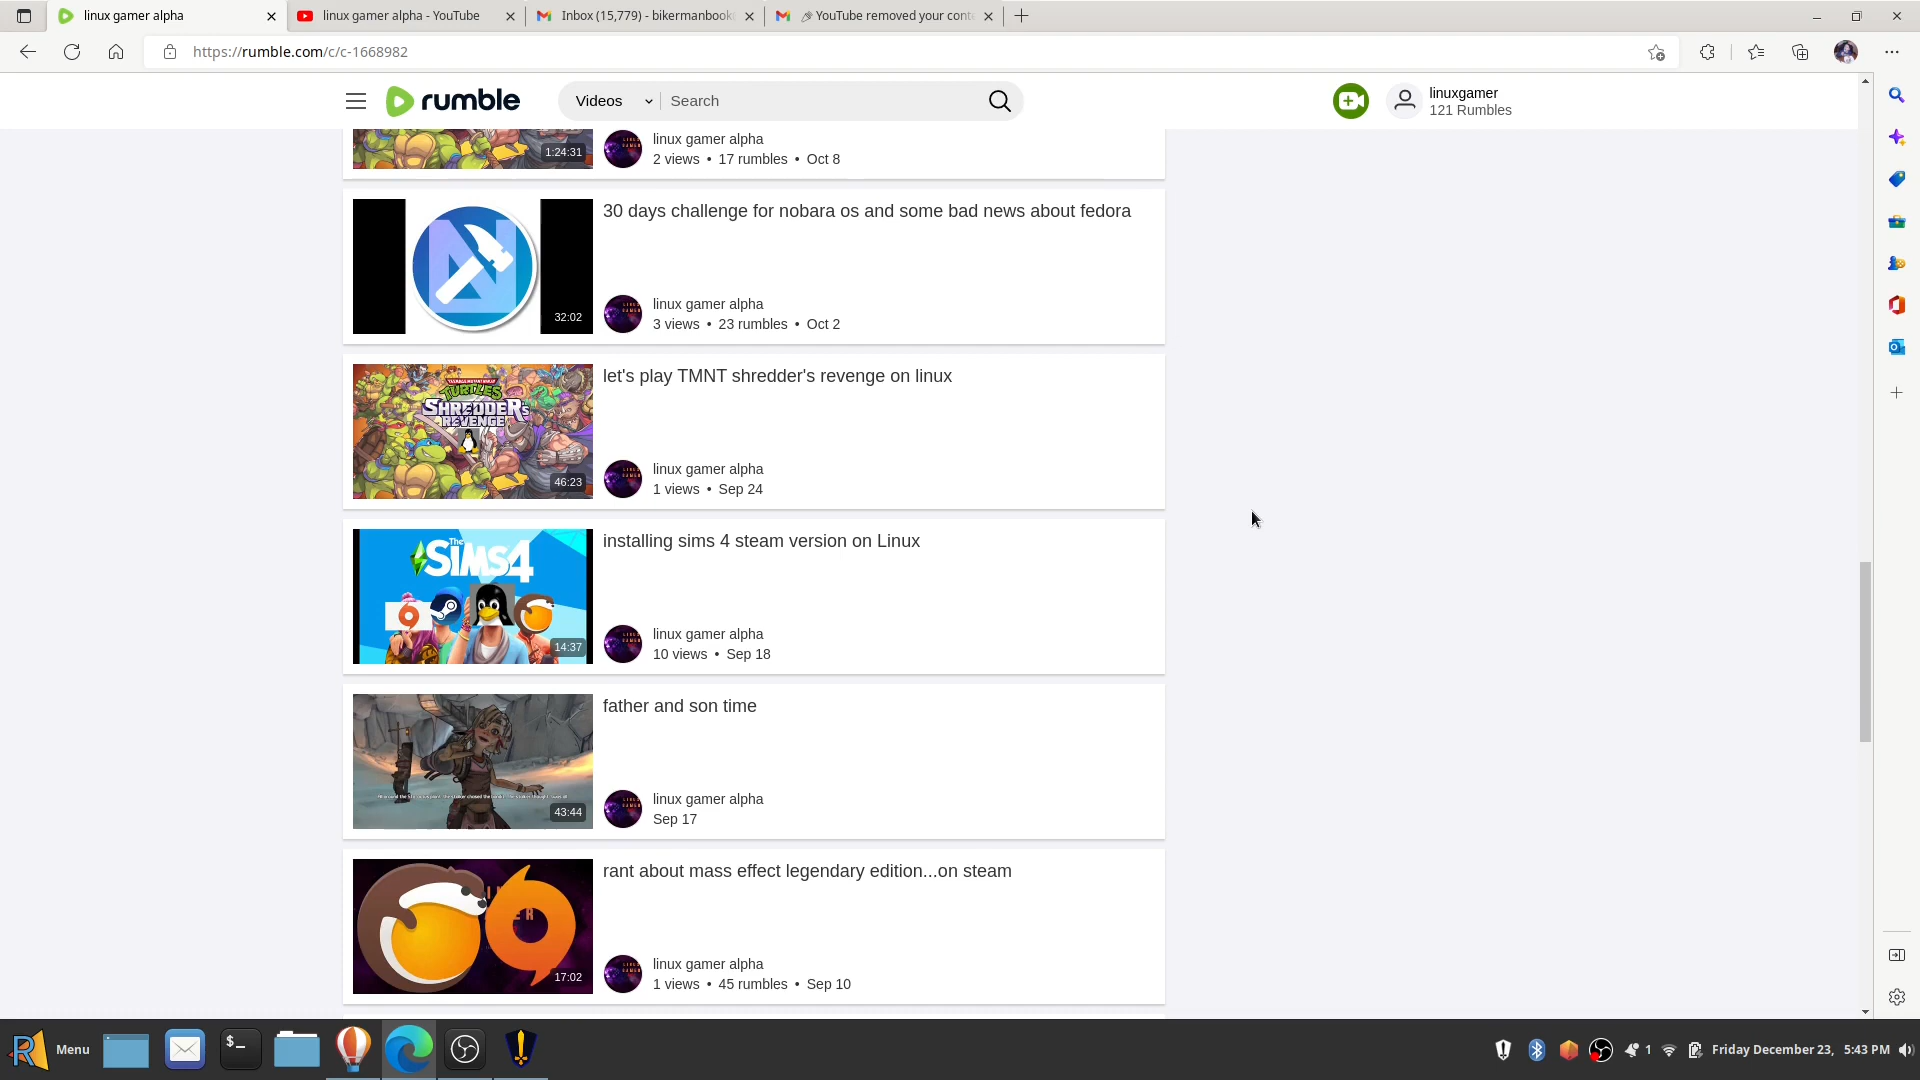 linux gamer alpha
linux gamer alpha - YouTube
Inbox (15,779) - bikermanbook
YouTube removed your cont
https://rumble.com/c/c-1668982
rumble
Videos
Search
linuxgamer
121 Rumbles
1:24:31
linux gamer alpha
2 views • 17 rumbles • Oct 8
30 days challenge for nobara os and some bad news about fedora
32:02
linux gamer alpha
3 views • 23 rumbles • Oct 2
let's play TMNT shredder's revenge on linux
TURTLES
SHREDDER'S
REVENGE
46:23
linux gamer alpha
1 views • Sep 24
installing sims 4 steam version on Linux
The
SIMS4
14:37
linux gamer alpha
10 views • Sep 18
father and son time
43:44
linux gamer alpha
Sep 17
rant about mass effect legendary edition...on steam
17:02
linux gamer alpha
1 views • 45 rumbles • Sep 10
Menu
$_
1
Friday December 23, 5:43 PM